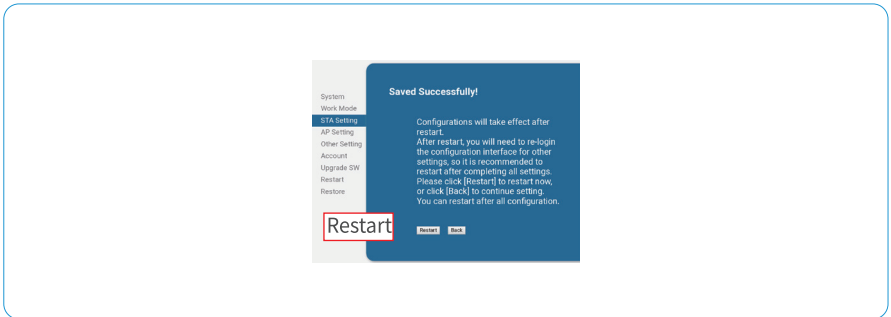 System
Work Mode
STA Setting
AP Setting
Other Setting
Account
Upgrade SW
Restart
Restore
Restart
Saved Successfully!
Configurations will take effect after
restart.
After restart, you will need to re-login
the configuration interface for other
settings, so it is recommended to
restart after completing all settings.
Please click [Restart] to restart now,
or click [Back] to continue setting.
You can restart after all configuration.
Restart Back